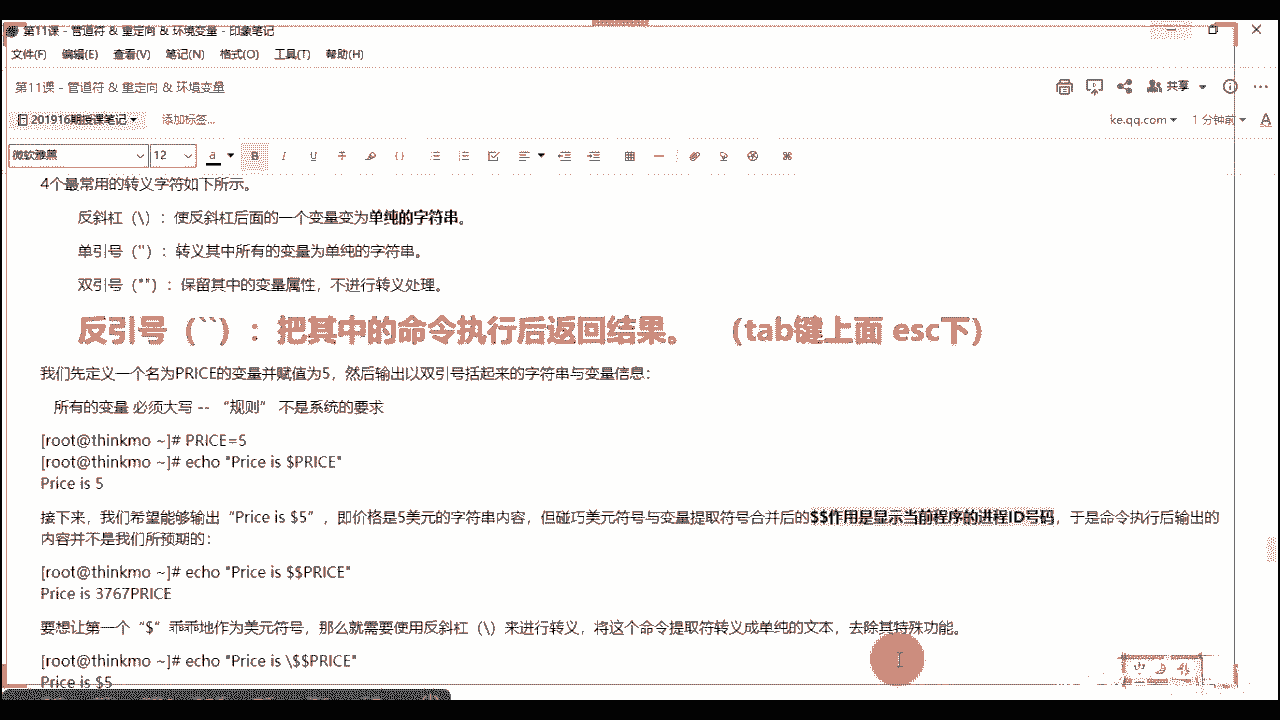 第11课 - 管道符 & 重定向 & 环境变量 - 印象笔记
文件(F) 编辑(E) 查看(V) 笔记(N) 格式(O) 工具(T) 帮助(H)
第11课 - 管道符 & 重定向 & 环境变量
共享
201916期授课笔记 添加标签...
ke.qq.com 1 分钟前
微软雅黑 12 a B I U T
4个最常用的转义字符如下所示。
反斜杠（\）：使反斜杠后面的一个变量变为单纯的字符串。
单引号（''）：转义其中所有的变量为单纯的字符串。
双引号（""）：保留其中的变量属性，不进行转义处理。
反引号（``）：把其中的命令执行后返回结果。 （tab键上面 esc下）
我们先定义一个名为PRICE的变量并赋值为5，然后输出以双引号括起来的字符串与变量信息：
所有的变量 必须大写 -- “规则” 不是系统的要求
[root@thinkmo ~]# PRICE=5
[root@thinkmo ~]# echo "Price is $PRICE"
Price is 5
接下来，我们希望能够输出“Price is $5”，即价格是5美元的字符串内容，但碰巧美元符号与变量提取符号合并后的$$作用是显示当前程序的进程ID号码，于是命令执行后输出的
内容并不是我们所预期的：
[root@thinkmo ~]# echo "Price is $$PRICE"
Price is 3767PRICE
要想让第一个“$”乖乖地作为美元符号，那么就需要使用反斜杠（\）来进行转义，将这个命令提取符转义成单纯的文本，去除其特殊功能。
[root@thinkmo ~]# echo "Price is \$$PRICE"
Price is $5